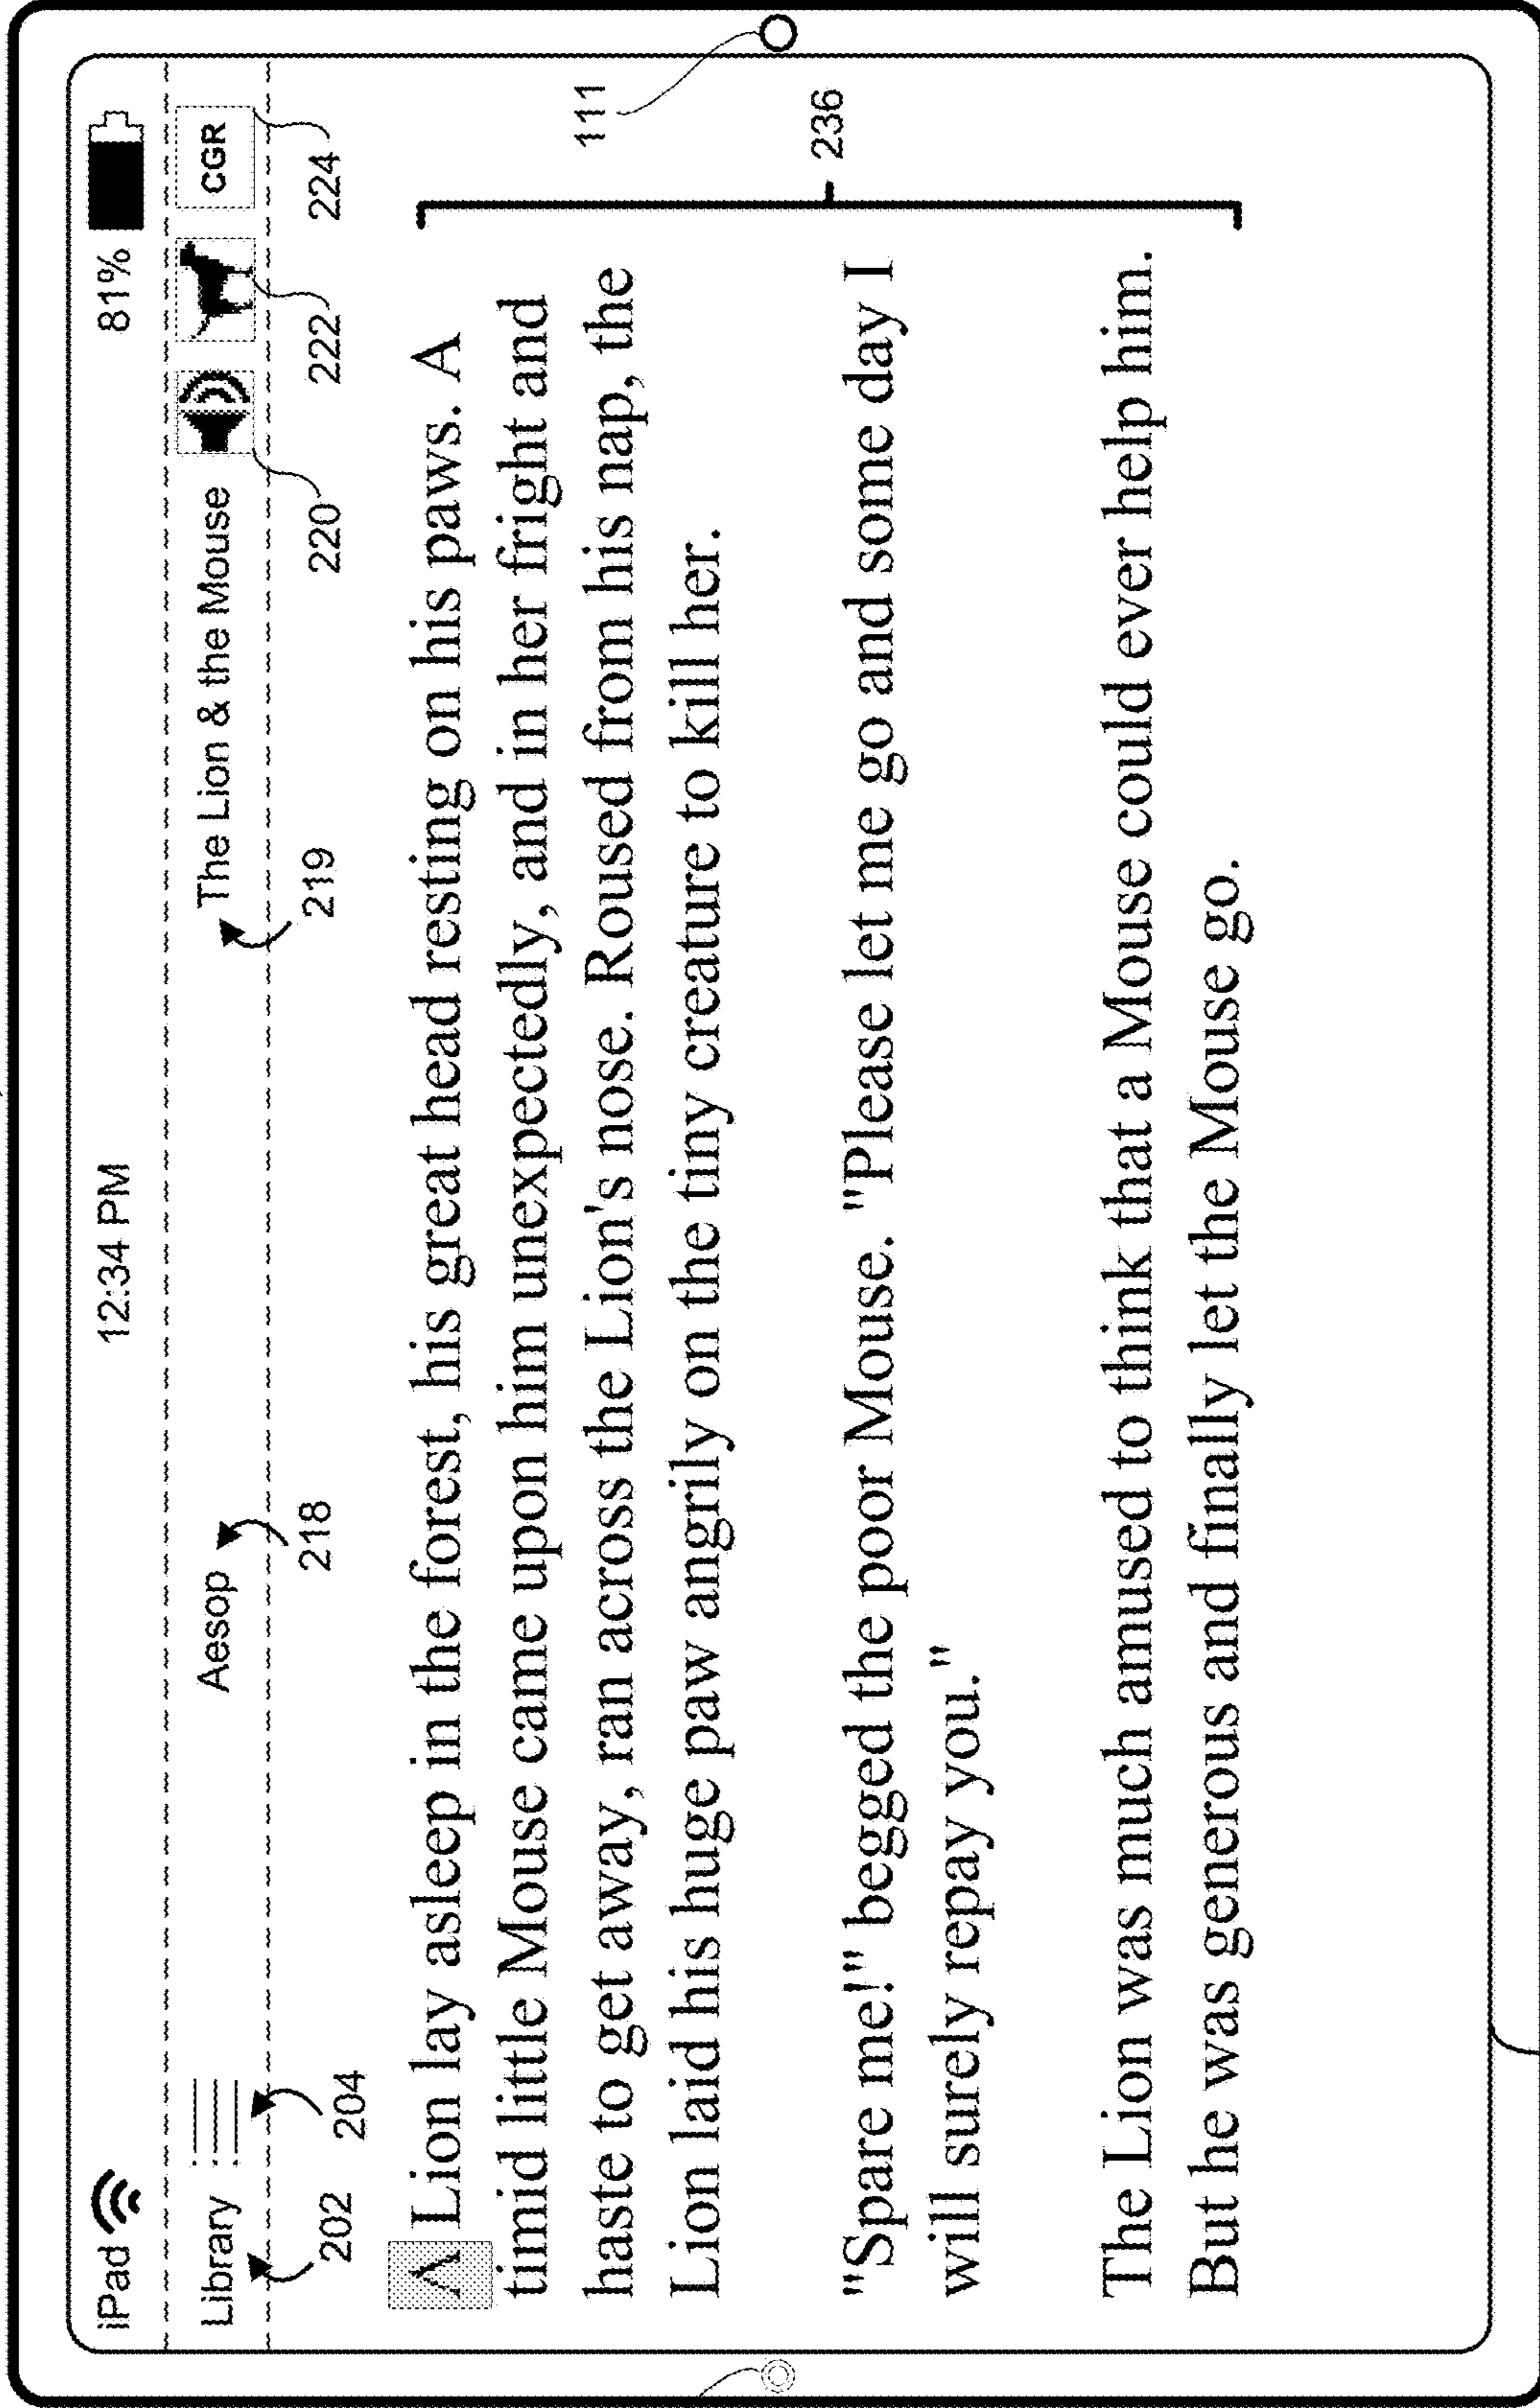 iPad 12:34 PM 81%
Library Aesop The Lion & the Mouse CGR
202 204 218 219 220 222 224
A Lion lay asleep in the forest, his great head resting on his paws. A
timid little Mouse came upon him unexpectedly, and in her fright and
haste to get away, ran across the Lion's nose. Roused from his nap, the
Lion laid his huge paw angrily on the tiny creature to kill her.
111
"Spare me!" begged the poor Mouse. "Please let me go and some day I
will surely repay you."
236
The Lion was much amused to think that a Mouse could ever help him.
But he was generous and finally let the Mouse go.